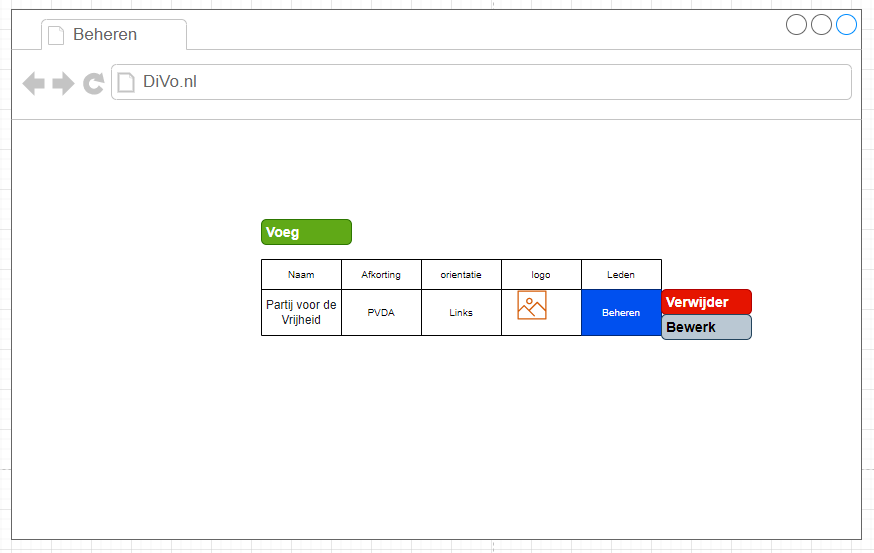 Beheren
DiVo.nl
Voeg
Naam Afkorting orientatie logo Leden
Partij voor de
Vrijheid
PVDA Links Beheren
Verwijder
Bewerk